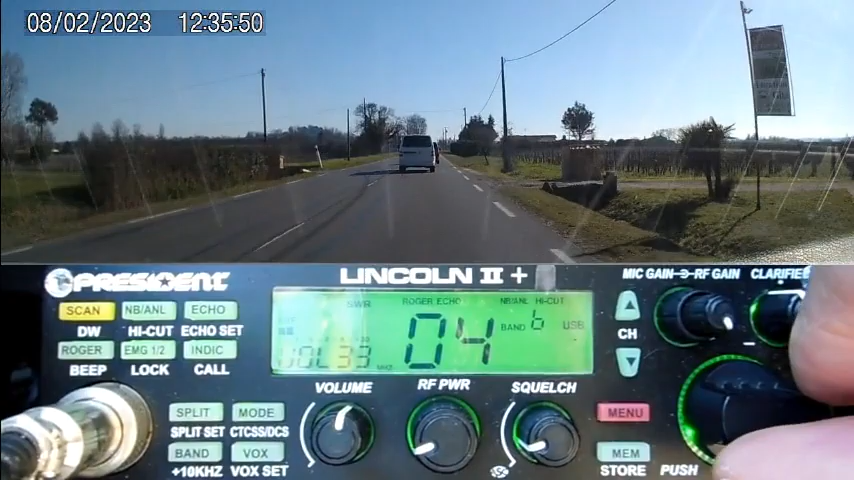 08/02/2023 12:35:50
PRESIDENT LINCOLN II + MIC GAIN RF GAIN CLARIFIE
SCAN NB/ANL ECHO
DW HI-CUT ECHO SET
ROGER EMG 1/2 INDIC
BEEP LOCK CALL
SWR ROGER ECHO NB/ANL HI-CUT
04 BAND b USB
VOL33
CH
VOLUME RF PWR SQUELCH
SPLIT MODE
SPLIT SET CTCSS/DCS
BAND VOX
+10KHZ VOX SET
ASC
MENU
MEM
STORE PUSH